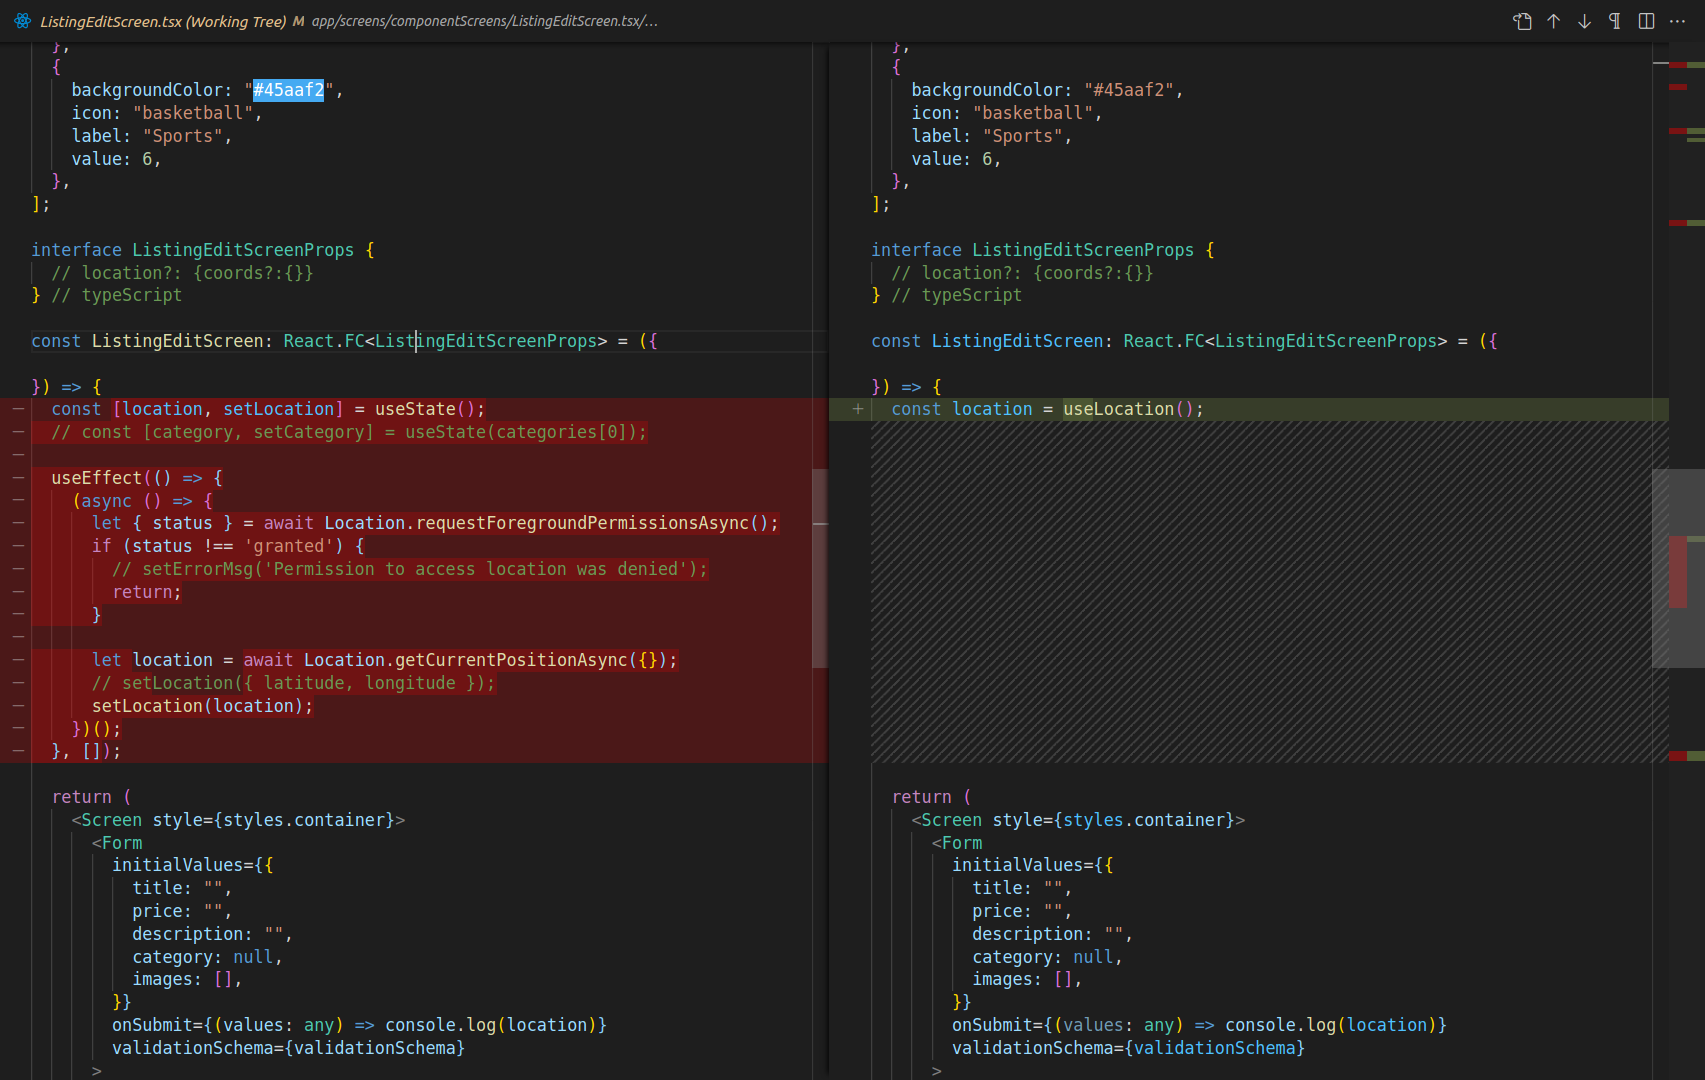 ListingEditScreen.tsx (Working Tree) M app/screens/componentScreens/ListingEditScreen.tsx/...
},
{
backgroundColor: "#45aaf2",
icon: "basketball",
label: "Sports",
value: 6,
},
];
interface ListingEditScreenProps {
// location?: {coords?:{}}
} // typeScript
const ListingEditScreen: React.FC<ListingEditScreenProps> = ({
}) => {
const [location, setLocation] = useState();
// const [category, setCategory] = useState(categories[0]);
useEffect(() => {
(async () => {
let { status } = await Location.requestForegroundPermissionsAsync();
if (status !== 'granted') {
// setErrorMsg('Permission to access location was denied');
return;
}
let location = await Location.getCurrentPositionAsync({});
// setLocation({ latitude, longitude });
setLocation(location);
})();
}, []);
return (
<Screen style={styles.container}>
<Form
initialValues={{
title: "",
price: "",
description: "",
category: null,
images: [],
}}
onSubmit={(values: any) => console.log(location)}
validationSchema={validationSchema}
>
},
{
backgroundColor: "#45aaf2",
icon: "basketball",
label: "Sports",
value: 6,
},
];
interface ListingEditScreenProps {
// location?: {coords?:{}}
} // typeScript
const ListingEditScreen: React.FC<ListingEditScreenProps> = ({
}) => {
const location = useLocation();
return (
<Screen style={styles.container}>
<Form
initialValues={{
title: "",
price: "",
description: "",
category: null,
images: [],
}}
onSubmit={(values: any) => console.log(location)}
validationSchema={validationSchema}
>